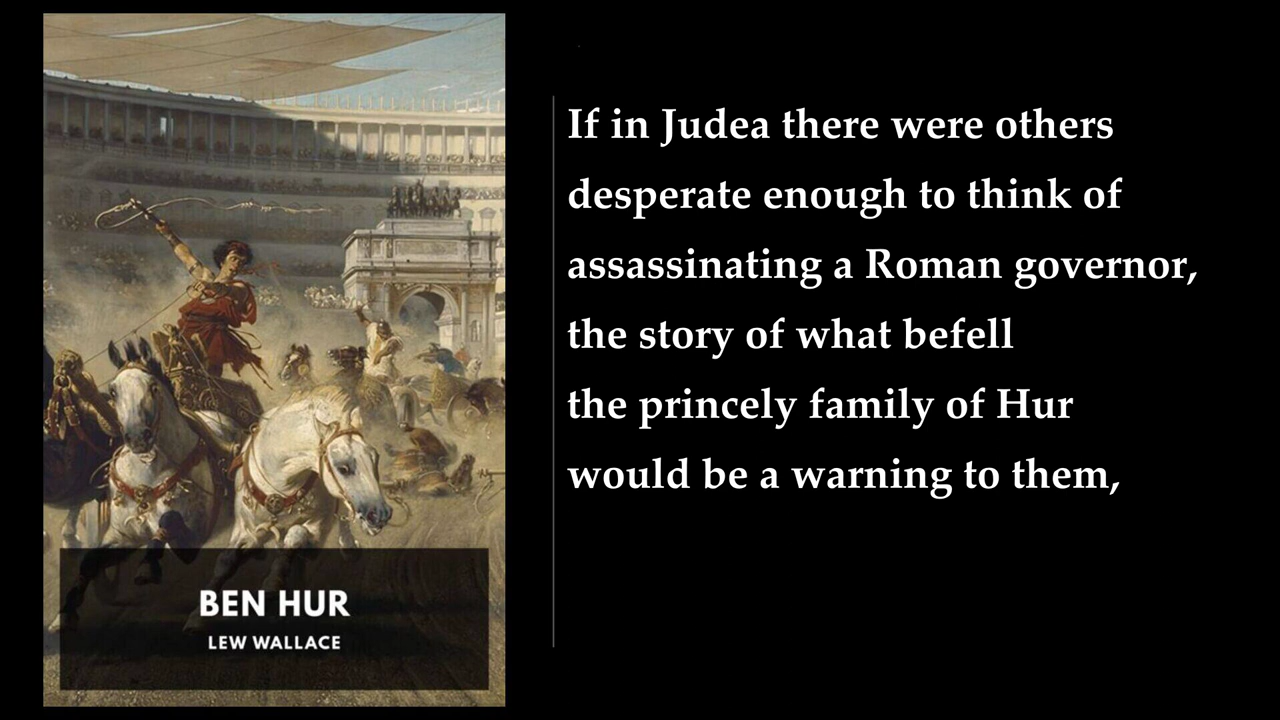 If in Judea there were others
desperate enough to think of
assassinating a Roman governor,
the story of what befell
the princely family of Hur
would be a warning to them,
BEN HUR
LEW WALLACE